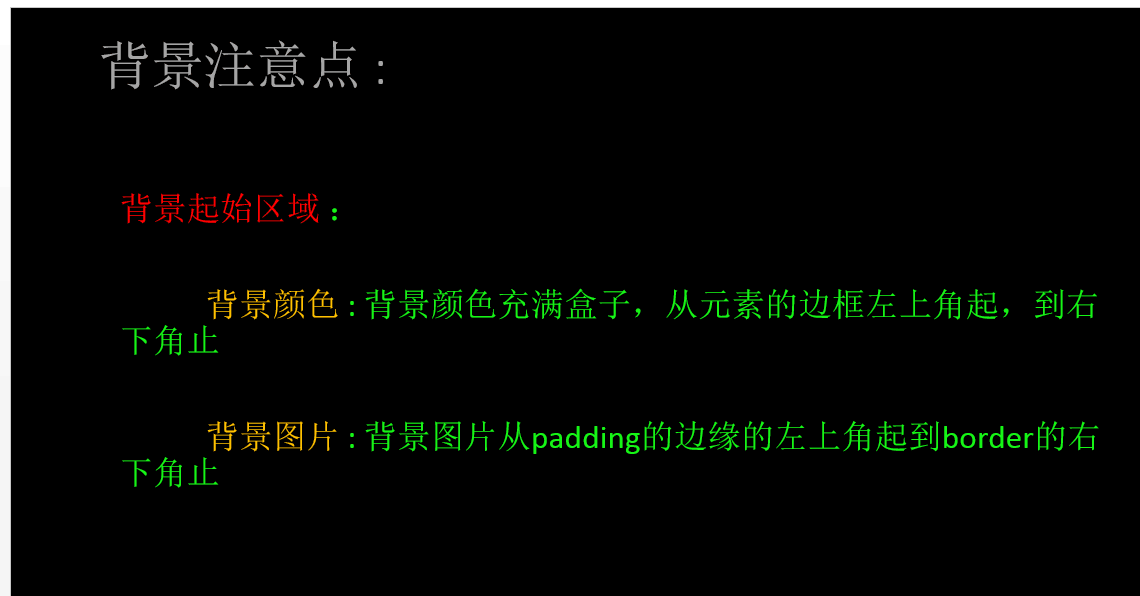 背景注意点：
背景起始区域：
背景颜色：背景颜色充满盒子，从元素的边框左上角起，到右
下角止
背景图片：背景图片从padding的边缘的左上角起到border的右
下角止